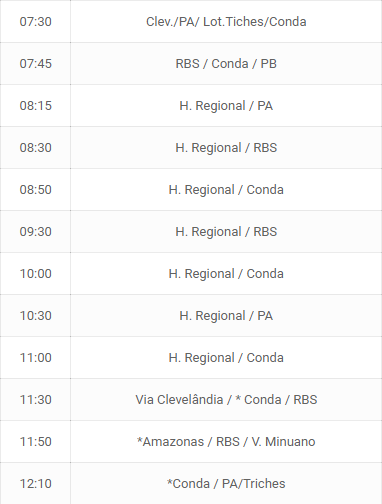 07:30 Clev./PA/ Lot.Tiches/Conda
07:45 RBS / Conda / PB
08:15 H. Regional / PA
08:30 H. Regional / RBS
08:50 H. Regional / Conda
09:30 H. Regional / RBS
10:00 H. Regional / Conda
10:30 H. Regional / PA
11:00 H. Regional / Conda
11:30 Via Clevelândia / * Conda / RBS
11:50 *Amazonas / RBS / V. Minuano
12:10 *Conda / PA/Triches